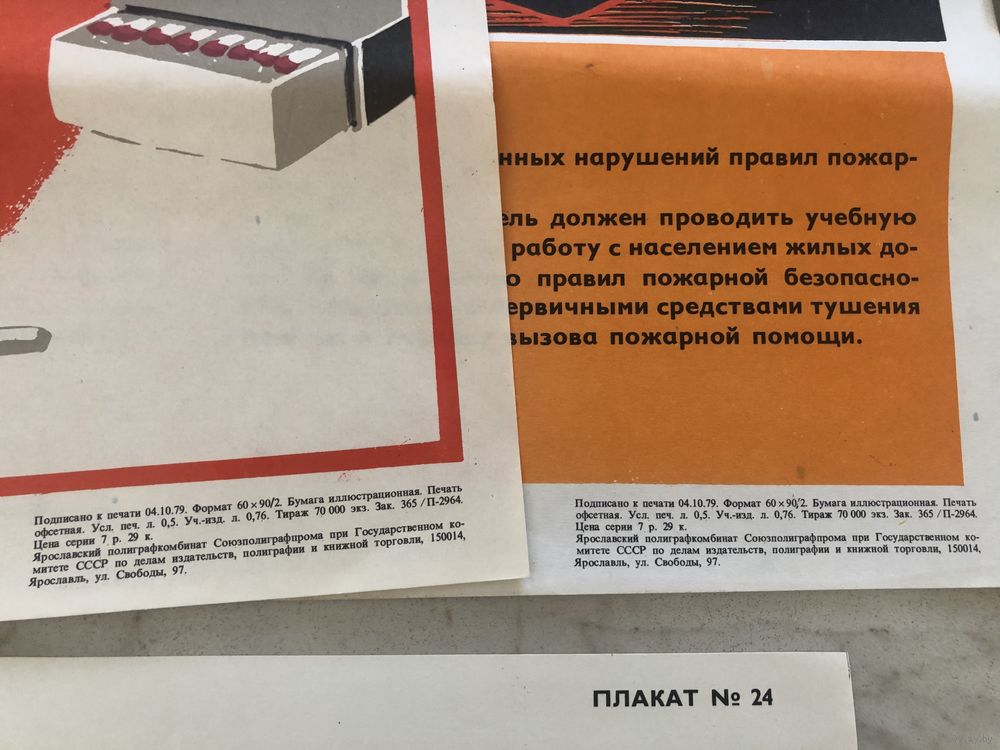 нных нарушений правил пожар-
ель должен проводить учебную
работу с населением жилых до-
о правил пожарной безопасно-
ервичными средствами тушения
вызова пожарной помощи.
Подписано к печати 04.10.79. Формат 60×90/2. Бумага иллюстрационная. Печать
офсетная. Усл. печ. л. 0,5. Уч.-изд. л. 0,76. Тираж 70 000 экз. Зак. 365/П-2964.
Цена серии 7 р. 29 к.
Ярославский полиграфкомбинат Союзполиграфпрома при Государственном ко-
митете СССР по делам издательств, полиграфии и книжной торговли, 150014,
Ярославль, ул. Свободы, 97.
Подписано к печати 04.10.79. Формат 60×90/2. Бумага иллюстрационная. Печать
офсетная. Усл. печ. л. 0,5. Уч.-изд. л. 0,76. Тираж 70 000 экз. Зак. 365/П-2964.
Цена серии 7 р. 29 к.
Ярославский полиграфкомбинат Союзполиграфпрома при Государственном ко-
митете СССР по делам издательств, полиграфии и книжной торговли, 150014,
Ярославль, ул. Свободы, 97.
ПЛАКАТ № 24